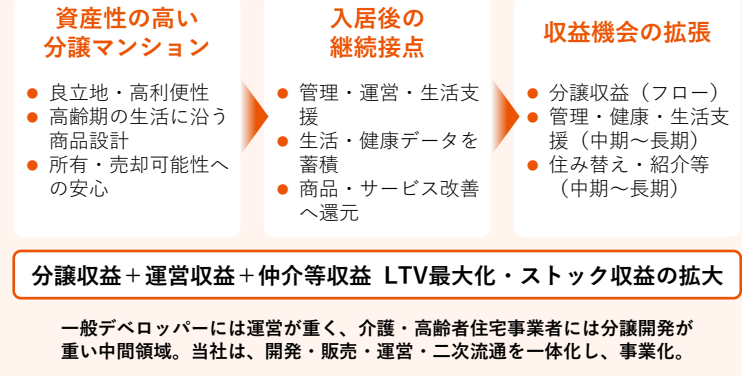 資産性の高い
分譲マンション
● 良立地・高利便性
● 高齢期の生活に沿う
商品設計
● 所有・売却可能性へ
の安心
入居後の
継続接点
● 管理・運営・生活支
援
● 生活・健康データを
蓄積
● 商品・サービス改善
へ還元
収益機会の拡張
● 分譲収益（フロー）
● 管理・健康・生活支
援（中期～長期）
● 住み替え・紹介等
（中期～長期）
分譲収益＋運営収益＋仲介等収益 LTV最大化・ストック収益の拡大
一般デベロッパーには運営が重く、介護・高齢者住宅事業者には分譲開発が
重い中間領域。当社は、開発・販売・運営・二次流通を一体化し、事業化。